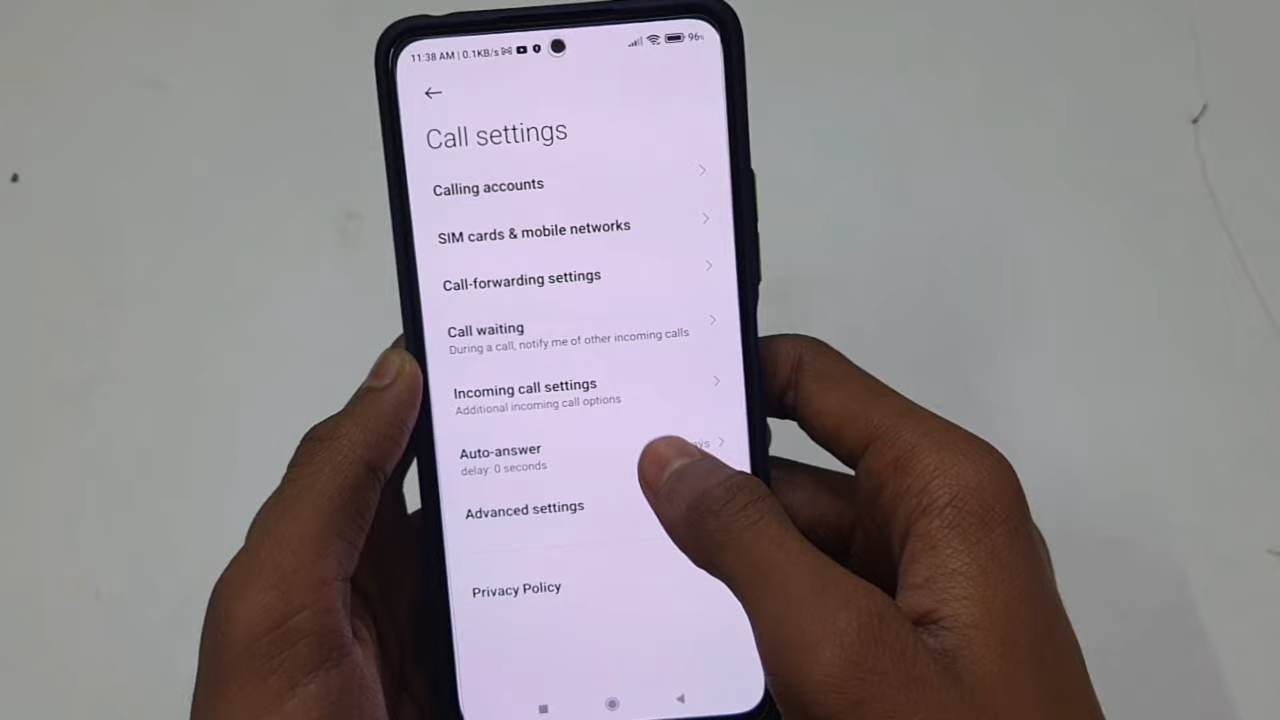 11:38 AM | 0.1KB/s
96%
Call settings
Calling accounts
SIM cards & mobile networks
Call-forwarding settings
Call waiting
During a call, notify me of other incoming calls
Incoming call settings
Additional incoming call options
Auto-answer
delay: 0 seconds
Advanced settings
Privacy Policy